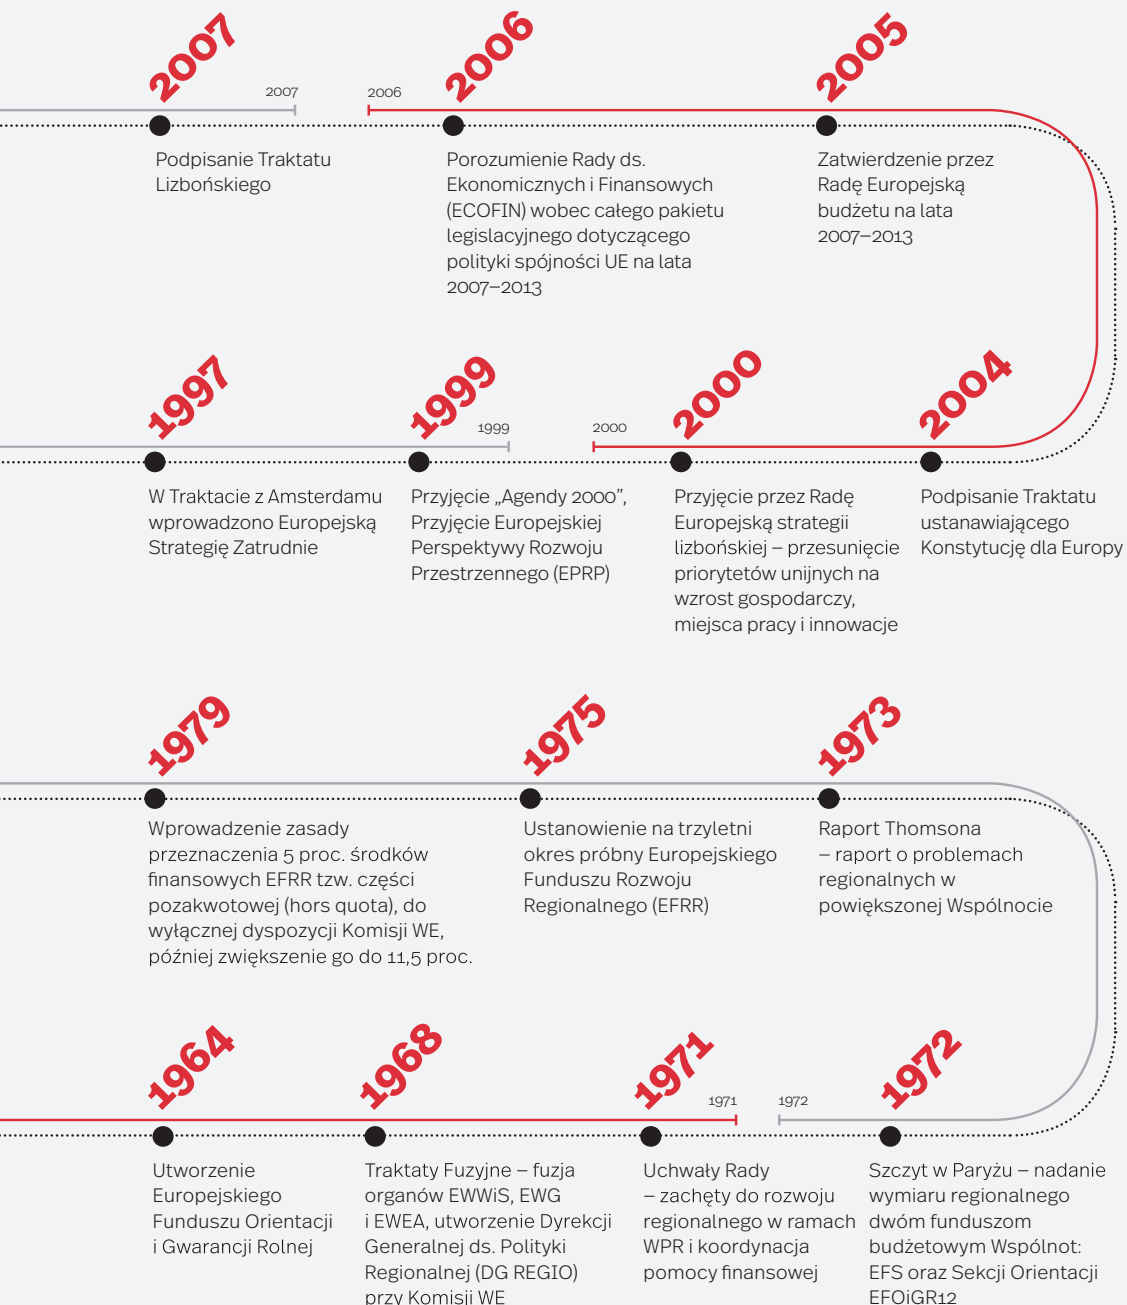 2007
2006
2005
2007
2006
Podpisanie Traktatu
Lizbońskiego
Porozumienie Rady ds.
Ekonomicznych i Finansowych
(ECOFIN) wobec całego pakietu
legislacyjnego dotyczącego
polityki spójności UE na lata
2007–2013
Zatwierdzenie przez
Radę Europejską
budżetu na lata
2007–2013
1997
1999
2000
2004
1999
2000
W Traktacie z Amsterdamu
wprowadzono Europejską
Strategię Zatrudnie
Przyjęcie „Agendy 2000”,
Przyjęcie Europejskiej
Perspektywy Rozwoju
Przestrzennego (EPRP)
Przyjęcie przez Radę
Europejską strategii
lizbońskiej – przesunięcie
priorytetów unijnych na
wzrost gospodarczy,
miejsca pracy i innowacje
Podpisanie Traktatu
ustanawiającego
Konstytucję dla Europy
1979
1975
1973
Wprowadzenie zasady
przeznaczenia 5 proc. środków
finansowych EFRR tzw. części
pozakwotowej (hors quota), do
wyłącznej dyspozycji Komisji WE,
później zwiększenie go do 11,5 proc.
Ustanowienie na trzyletni
okres próbny Europejskiego
Funduszu Rozwoju
Regionalnego (EFRR)
Raport Thomsona
– raport o problemach
regionalnych w
powiększonej Wspólnocie
1964
1968
1971
1972
1971
1972
Utworzenie
Europejskiego
Funduszu Orientacji
i Gwarancji Rolnej
Traktaty Fuzyjne – fuzja
organów EWWiS, EWG
i EWEA, utworzenie Dyrekcji
Generalnej ds. Polityki
Regionalnej (DG REGIO)
przy Komisji WE
Uchwały Rady
– zachęty do rozwoju
regionalnego w ramach
WPR i koordynacja
pomocy finansowej
Szczyt w Paryżu – nadanie
wymiaru regionalnego
dwóm funduszom
budżetowym Wspólnot:
EFS oraz Sekcji Orientacji
EFOiGR12